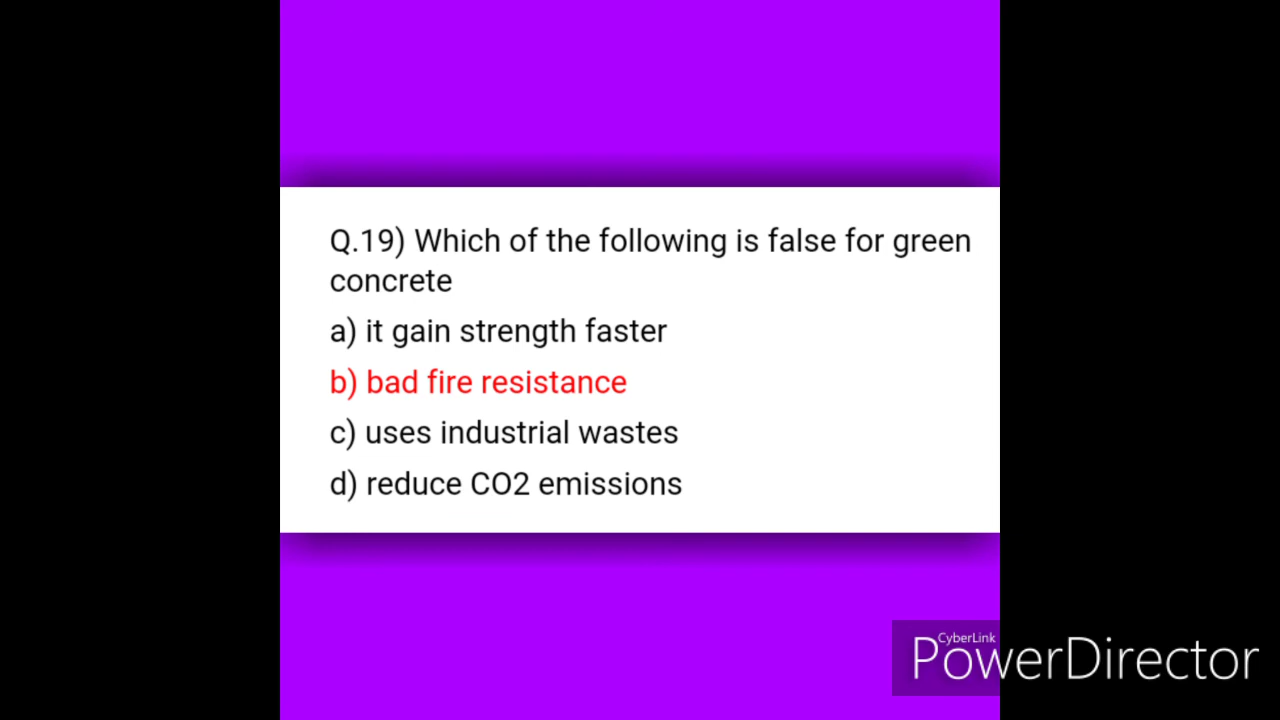 Q.19) Which of the following is false for green
concrete
a) it gain strength faster
b) bad fire resistance
c) uses industrial wastes
d) reduce CO2 emissions
CyberLink
PowerDirector